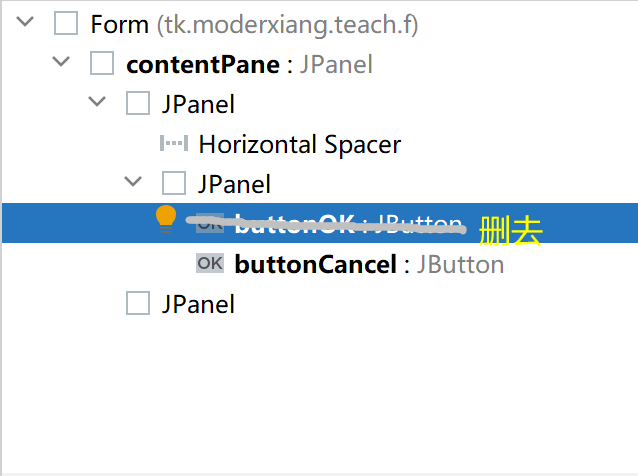 Form (tk.moderxiang.teach.f)
contentPane : JPanel
JPanel
Horizontal Spacer
JPanel
OK buttonOK : JButton 删去
OK buttonCancel : JButton
JPanel